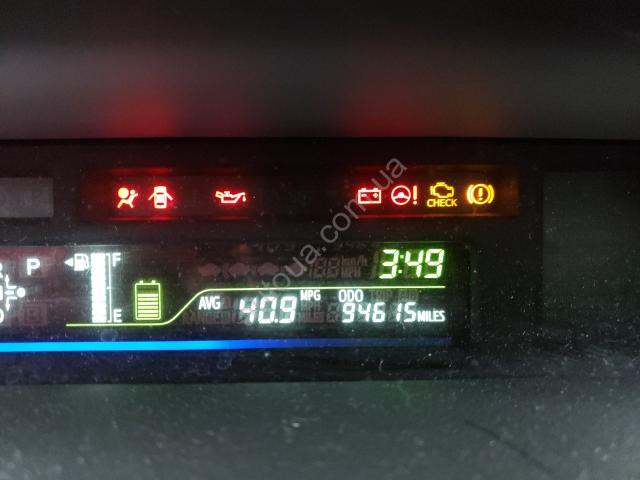 CHECK
P
F
3:49
E
AVG 40.9 MPG ODO 94615 MILES